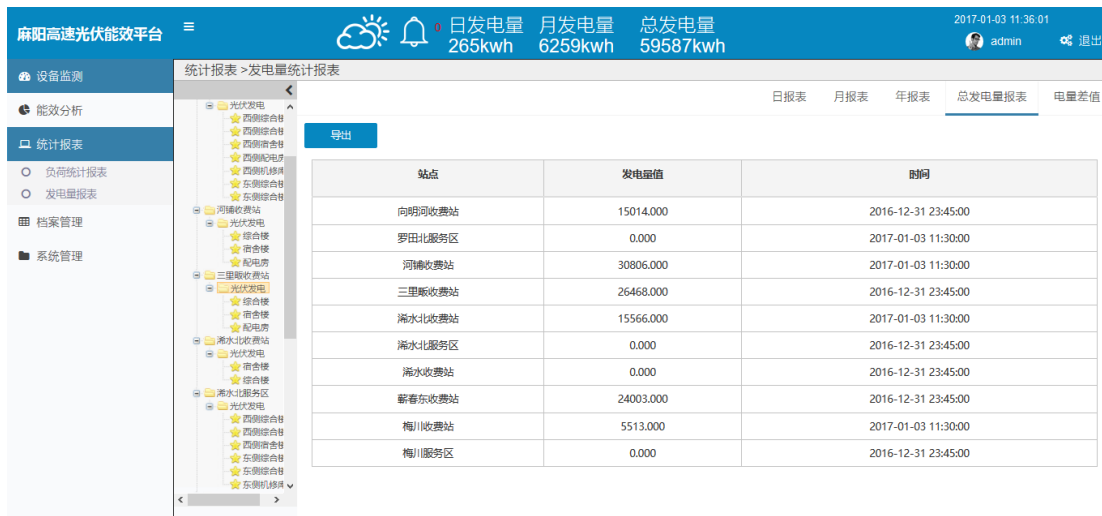 麻阳高速光伏能效平台
0
日发电量 月发电量 总发电量
265kwh 6259kwh 59587kwh
2017-01-03 11:36:01
admin 退出
设备监测
能效分析
统计报表
负荷统计报表
发电量报表
档案管理
系统管理
统计报表 >发电量统计报表
光伏发电
西侧综合楼
西侧综合楼
西侧宿舍楼
西侧配电房
西侧机修库
东侧综合楼
东侧综合楼
河铺收费站
光伏发电
综合楼
宿舍楼
配电房
三里畈收费站
光伏发电
综合楼
宿舍楼
配电房
浠水北收费站
光伏发电
宿舍楼
综合楼
浠水北服务区
光伏发电
西侧综合楼
西侧综合楼
西侧宿舍楼
东侧综合楼
东侧综合楼
东侧机修库
日报表 月报表 年报表 总发电量报表 电量差值
导出
站点 发电量值 时间
向明河收费站 15014.000 2016-12-31 23:45:00
罗田北服务区 0.000 2017-01-03 11:30:00
河铺收费站 30806.000 2017-01-03 11:30:00
三里畈收费站 26468.000 2016-12-31 23:45:00
浠水北收费站 15566.000 2017-01-03 11:30:00
浠水北服务区 0.000 2016-12-31 23:45:00
浠水收费站 0.000 2016-12-31 23:45:00
蕲春东收费站 24003.000 2016-12-31 23:45:00
梅川收费站 5513.000 2017-01-03 11:30:00
梅川服务区 0.000 2016-12-31 23:45:00